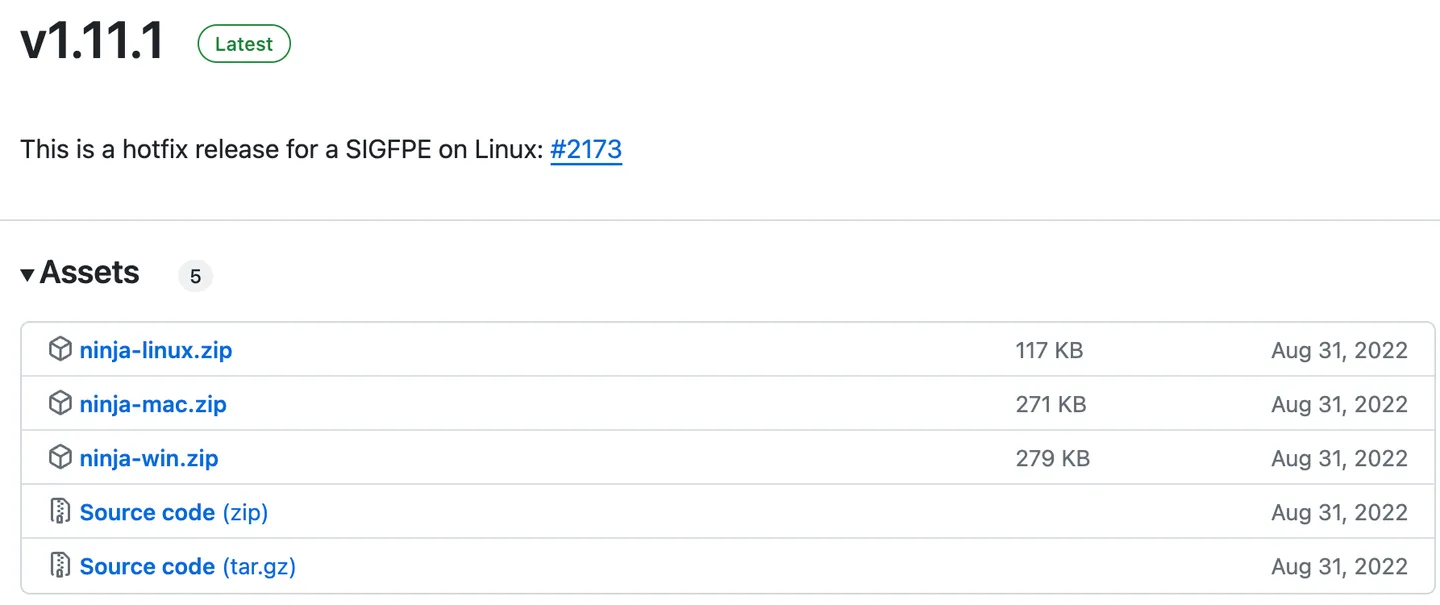 v1.11.1 Latest
This is a hotfix release for a SIGFPE on Linux: #2173
Assets 5
ninja-linux.zip 117 KB Aug 31, 2022
ninja-mac.zip 271 KB Aug 31, 2022
ninja-win.zip 279 KB Aug 31, 2022
Source code (zip) Aug 31, 2022
Source code (tar.gz) Aug 31, 2022